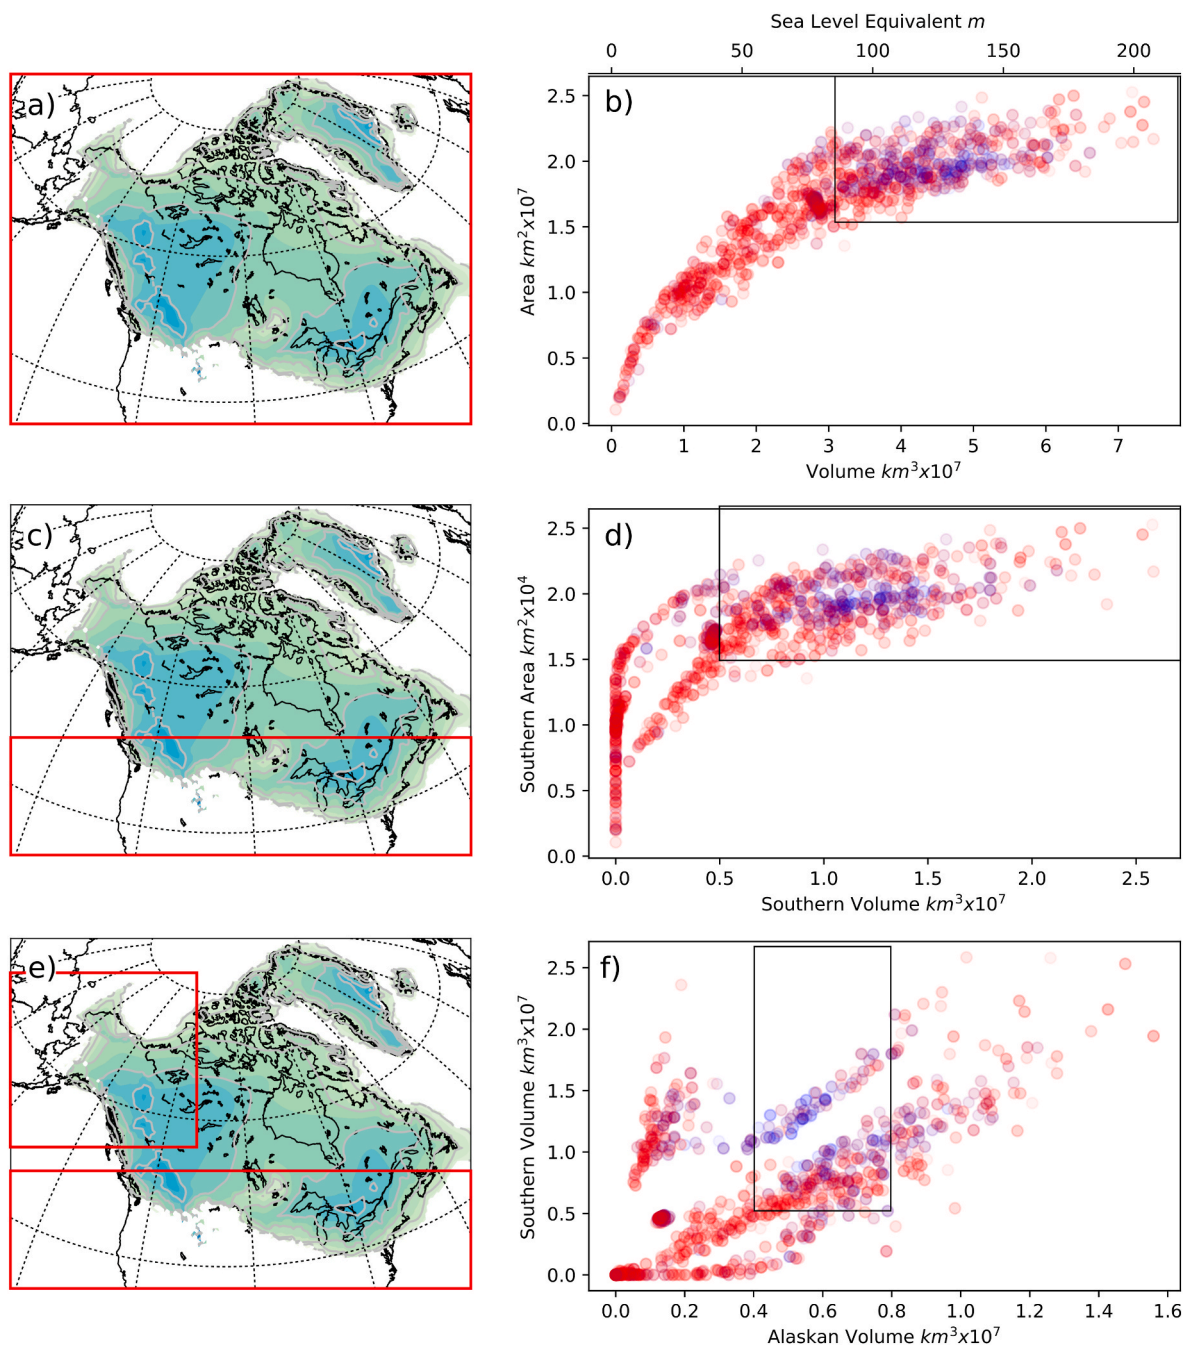 Sea Level Equivalent m
0 50 100 150 200
a)
b)
2.5
2.0
1.5
1.0
0.5
0.0
Area km²x10⁷
0 1 2 3 4 5 6 7
Volume km³x10⁷
c)
d)
2.5
2.0
1.5
1.0
0.5
0.0
Southern Area km²x10⁴
0.0 0.5 1.0 1.5 2.0 2.5
Southern Volume km³x10⁷
e)
f)
2.5
2.0
1.5
1.0
0.5
0.0
Southern Volume km³x10⁷
0.0 0.2 0.4 0.6 0.8 1.0 1.2 1.4 1.6
Alaskan Volume km³x10⁷